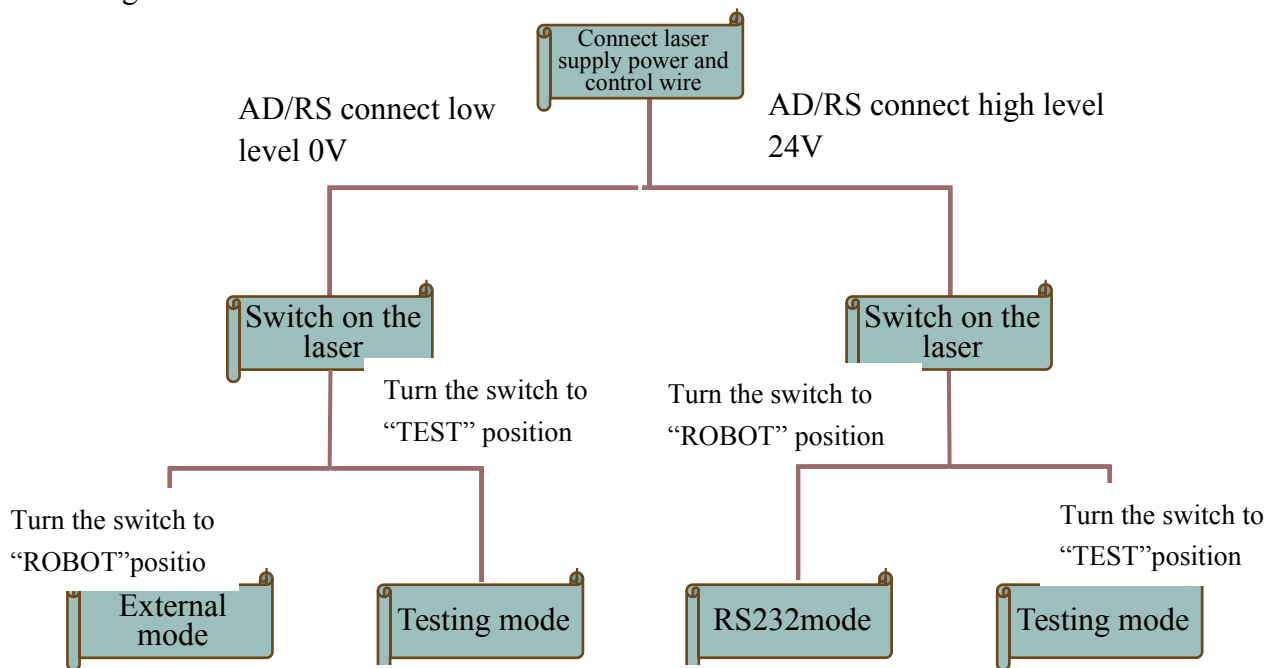 Connect laser
supply power and
control wire
AD/RS connect low
level 0V
AD/RS connect high level
24V
Switch on the
laser
Switch on the
laser
Turn the switch to
“TEST” position
Turn the switch to
“ROBOT” position
Turn the switch to
“ROBOT”positio
Turn the switch to
“TEST”position
External
mode
Testing mode
RS232mode
Testing mode